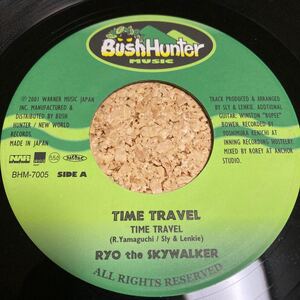 BushHunter
MUSIC
℗ 2001 WARNER MUSIC JAPAN
INC. MANUFACTURED &
DISTRIBUTED BY BUSH
HUNTER / NEW WORLD
RECORDS.
MADE IN JAPAN
BHM-7005 SIDE A
TRACK PRODUCED & ARRANGED
BY SLY & LENKIE, ADDITIONAL
GUITAR: WINSTON "BOPEE"
BOWEN, RECORDED BY
YOSHIMURA KENICHI AT
INNING RECORDING HOSTELRY
MIXED BY KOREY AT ANCHOR
STUDIO.
TIME TRAVEL
TIME TRAVEL
(R.Yamaguchi / Sly & Lenkie)
RYO the SKYWALKER
ALL RIGHTS RESERVED